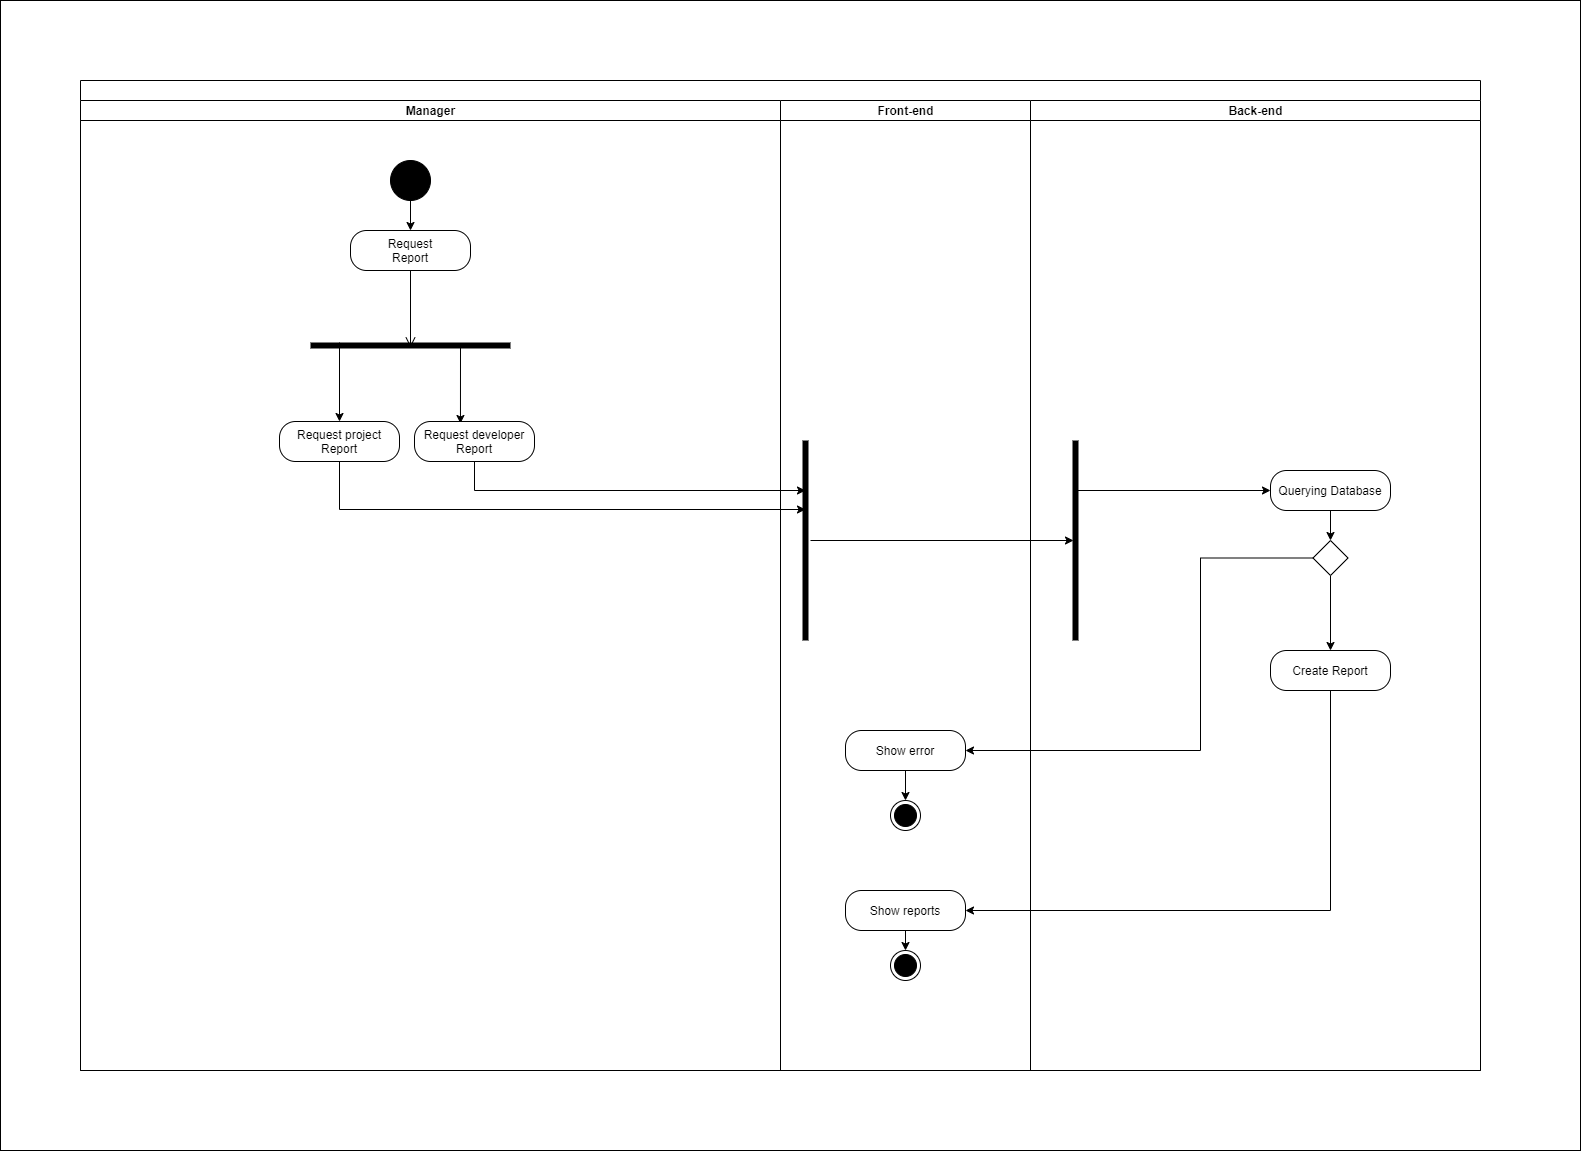 Manager
Front-end
Back-end
Request
Report
Request project
Report
Request developer
Report
Querying Database
Create Report
Show error
Show reports